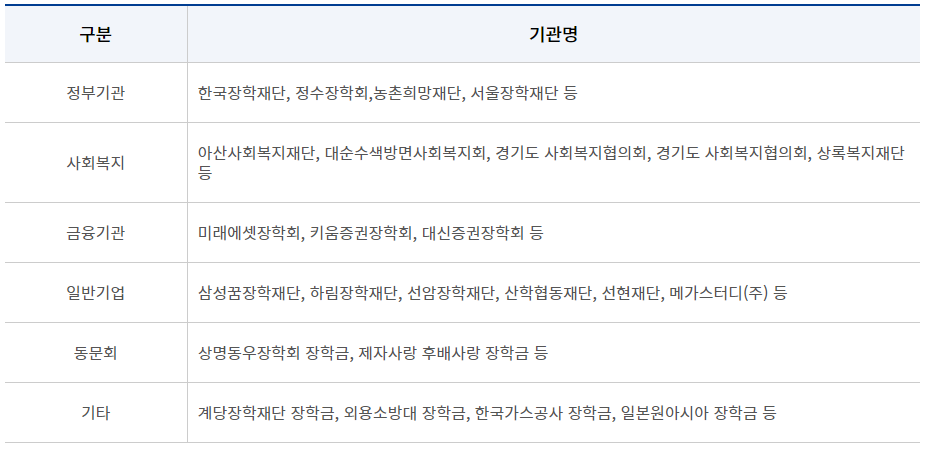 구분 기관명
정부기관 한국장학재단, 정수장학회,농촌희망재단, 서울장학재단 등
사회복지 아산사회복지재단, 대순수색방면사회복지회, 경기도 사회복지협의회, 경기도 사회복지협의회, 상록복지재단
등
금융기관 미래에셋장학회, 키움증권장학회, 대신증권장학회 등
일반기업 삼성꿈장학재단, 하림장학재단, 선암장학재단, 산학협동재단, 선현재단, 메가스터디(주) 등
동문회 상명동우장학회 장학금, 제자사랑 후배사랑 장학금 등
기타 계당장학재단 장학금, 외용소방대 장학금, 한국가스공사 장학금, 일본원아시아 장학금 등